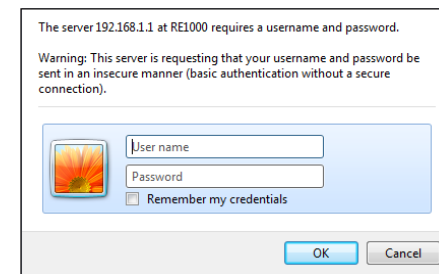 The server 192.168.1.1 at RE1000 requires a username and password.
Warning: This server is requesting that your username and password be
sent in an insecure manner (basic authentication without a secure
connection).
User name
Password
Remember my credentials
OK
Cancel